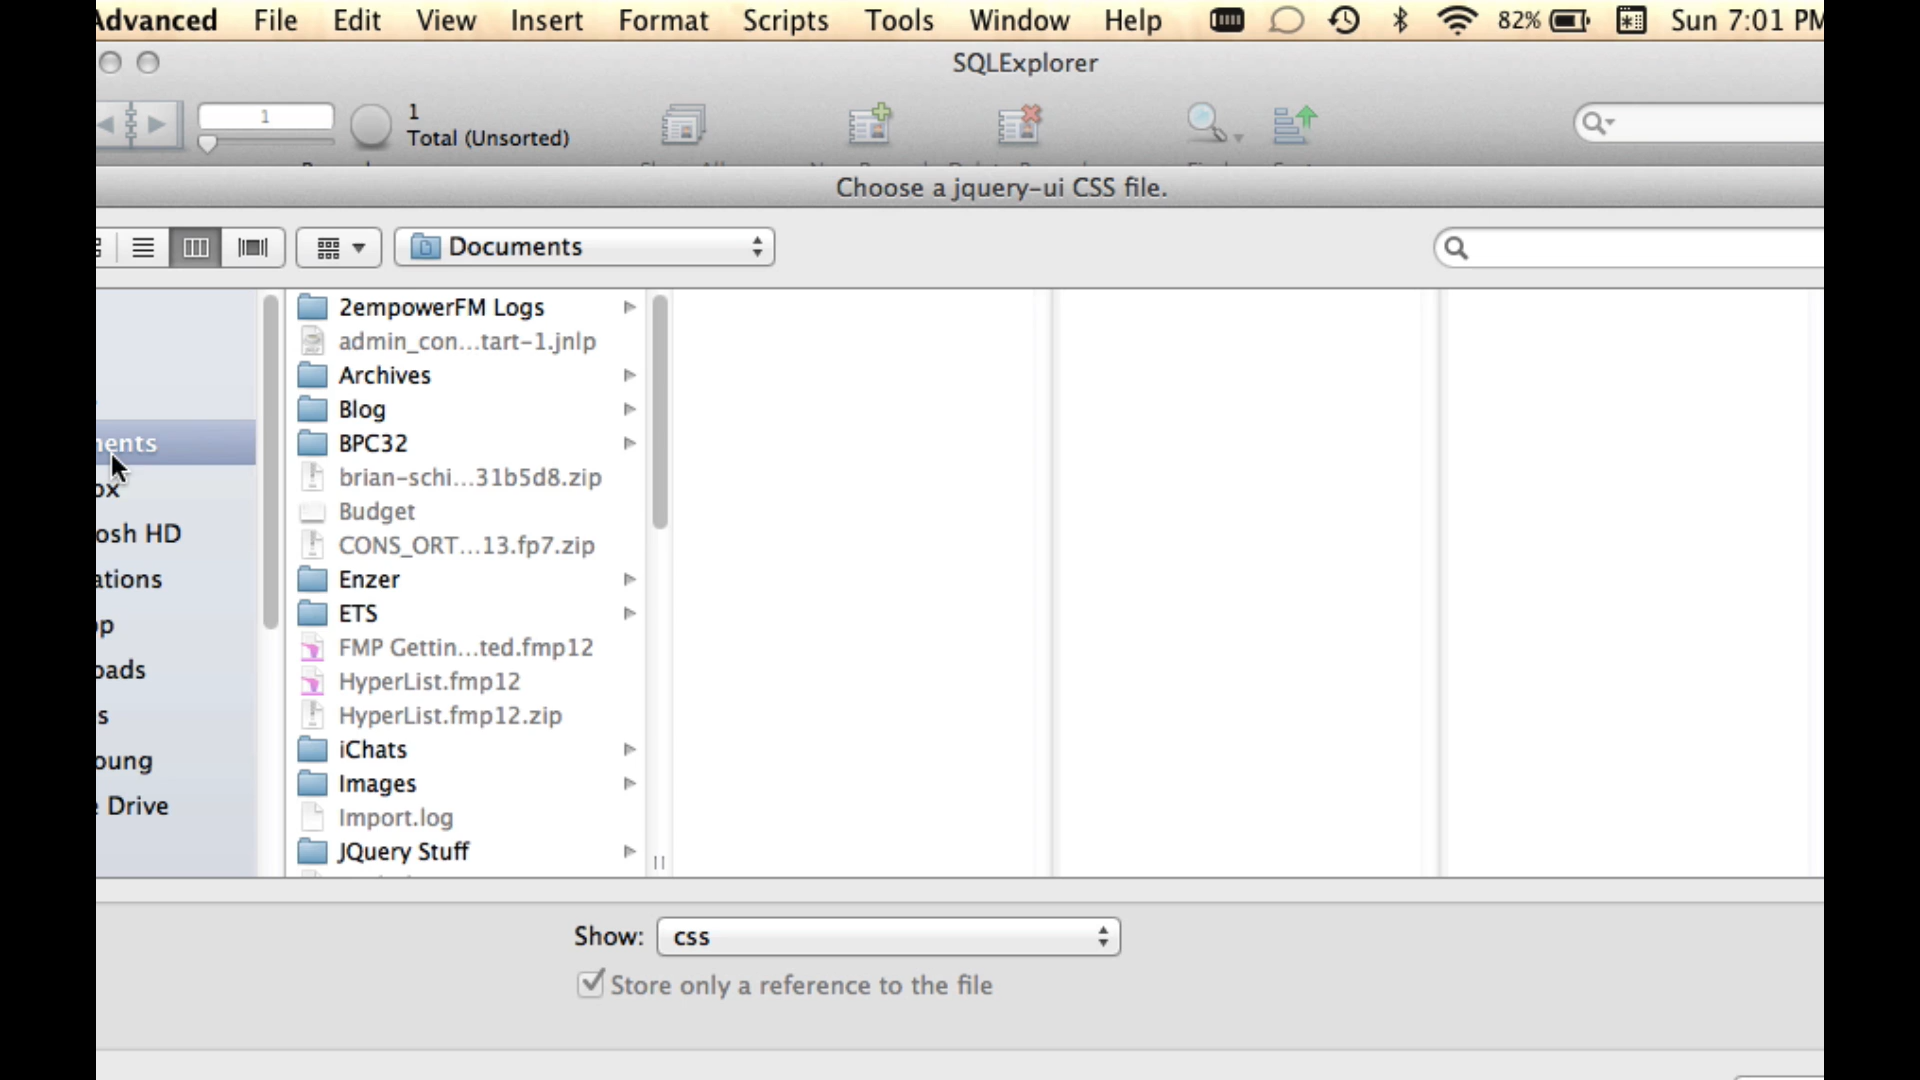 Advanced File Edit View Insert Format Scripts Tools Window Help 82% Sun 7:01 PM
SQLExplorer
1
1
Total (Unsorted)
Choose a jquery-ui CSS file.
Documents
2empowerFM Logs
admin_con...tart-1.jnlp
Archives
Blog
BPC32
brian-schi...31b5d8.zip
Budget
CONS_ORT...13.fp7.zip
Enzer
ETS
FMP Gettin...ted.fmp12
HyperList.fmp12
HyperList.fmp12.zip
iChats
Images
Import.log
JQuery Stuff
ments
ox
osh HD
ations
op
oads
s
oung
e Drive
Show: css
Store only a reference to the file